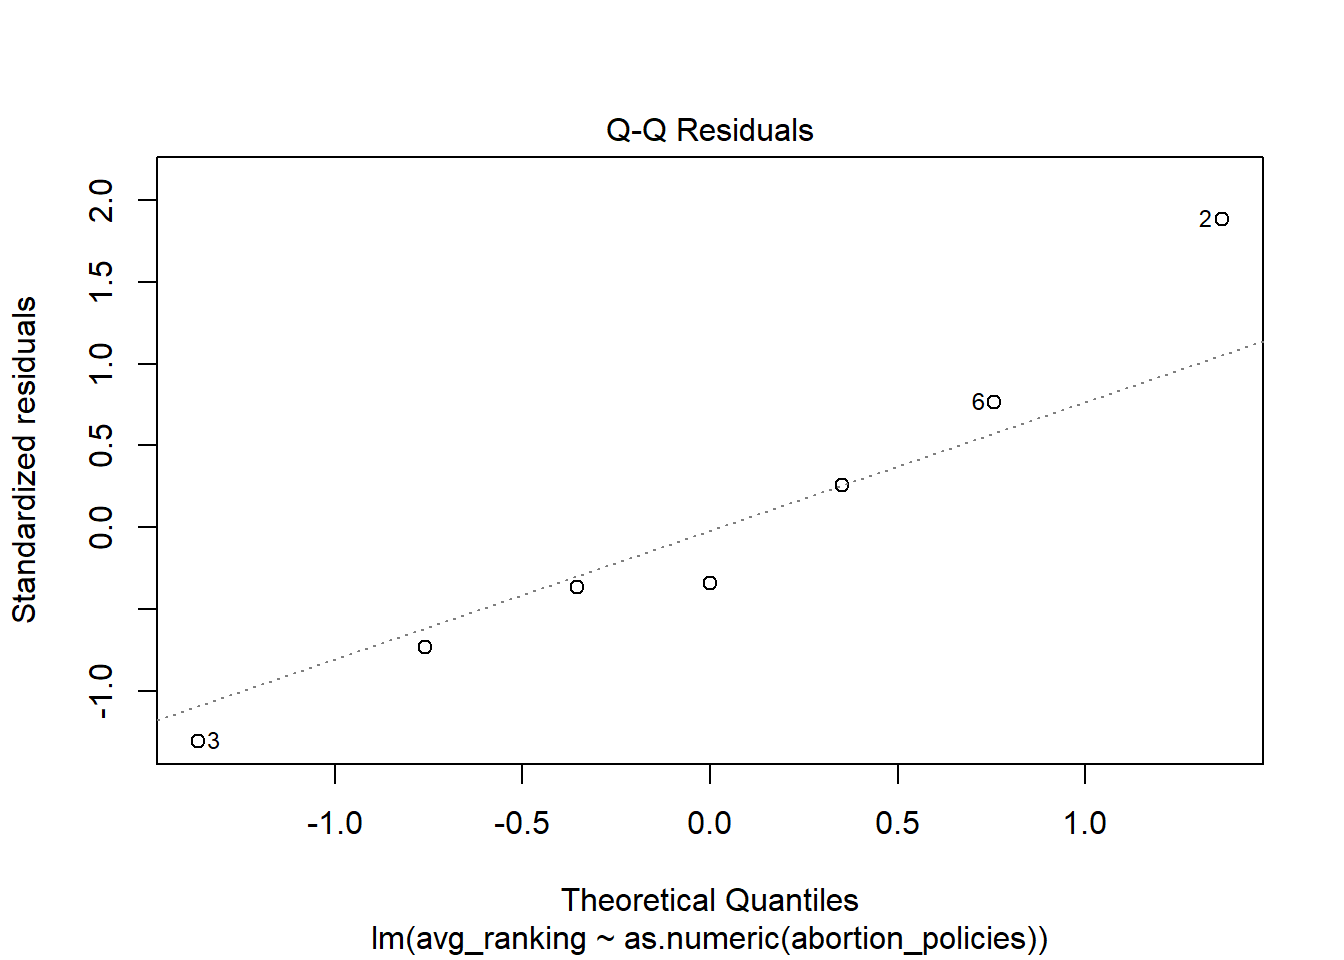 Q-Q Residuals
Standardized residuals
2.0
1.5
1.0
0.5
0.0
-1.0
2
6
3
-1.0 -0.5 0.0 0.5 1.0
Theoretical Quantiles
lm(avg_ranking ~ as.numeric(abortion_policies))